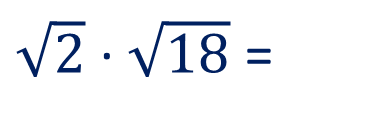 √2 · √18 =